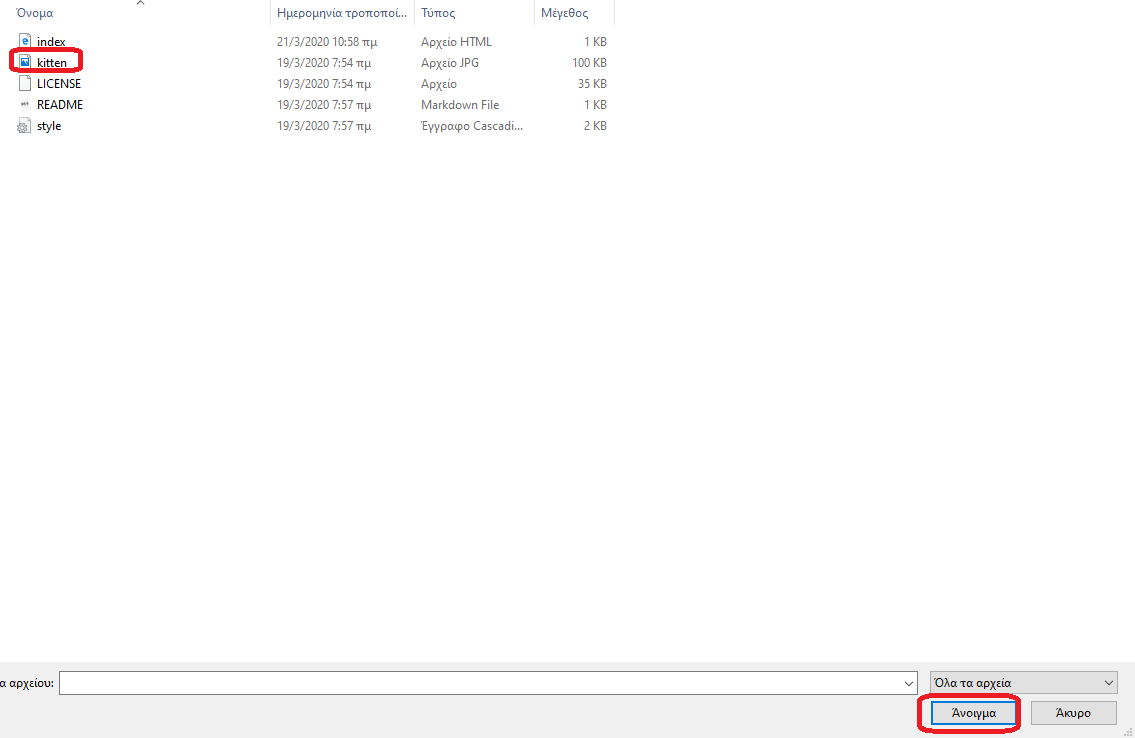 Όνομα Ημερομηνία τροποποί... Τύπος Μέγεθος
index 21/3/2020 10:58 πμ Αρχείο HTML 1 KB
kitten 19/3/2020 7:54 πμ Αρχείο JPG 100 KB
LICENSE 19/3/2020 7:54 πμ Αρχείο 35 KB
README 19/3/2020 7:57 πμ Markdown File 1 KB
style 19/3/2020 7:57 πμ Έγγραφο Cascadi... 2 KB
α αρχείου: Όλα τα αρχεία
Άνοιγμα Άκυρο